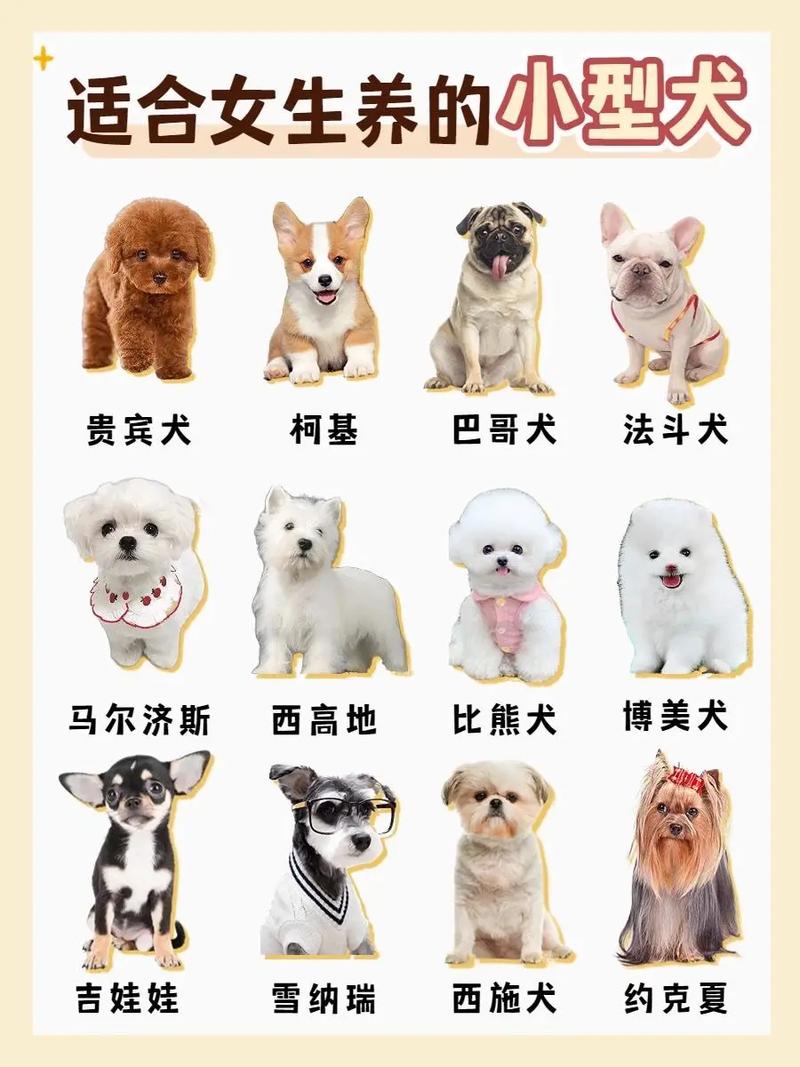 适合女生养的小型犬
贵宾犬 柯基 巴哥犬 法斗犬
马尔济斯 西高地 比熊犬 博美犬
吉娃娃 雪纳瑞 西施犬 约克夏